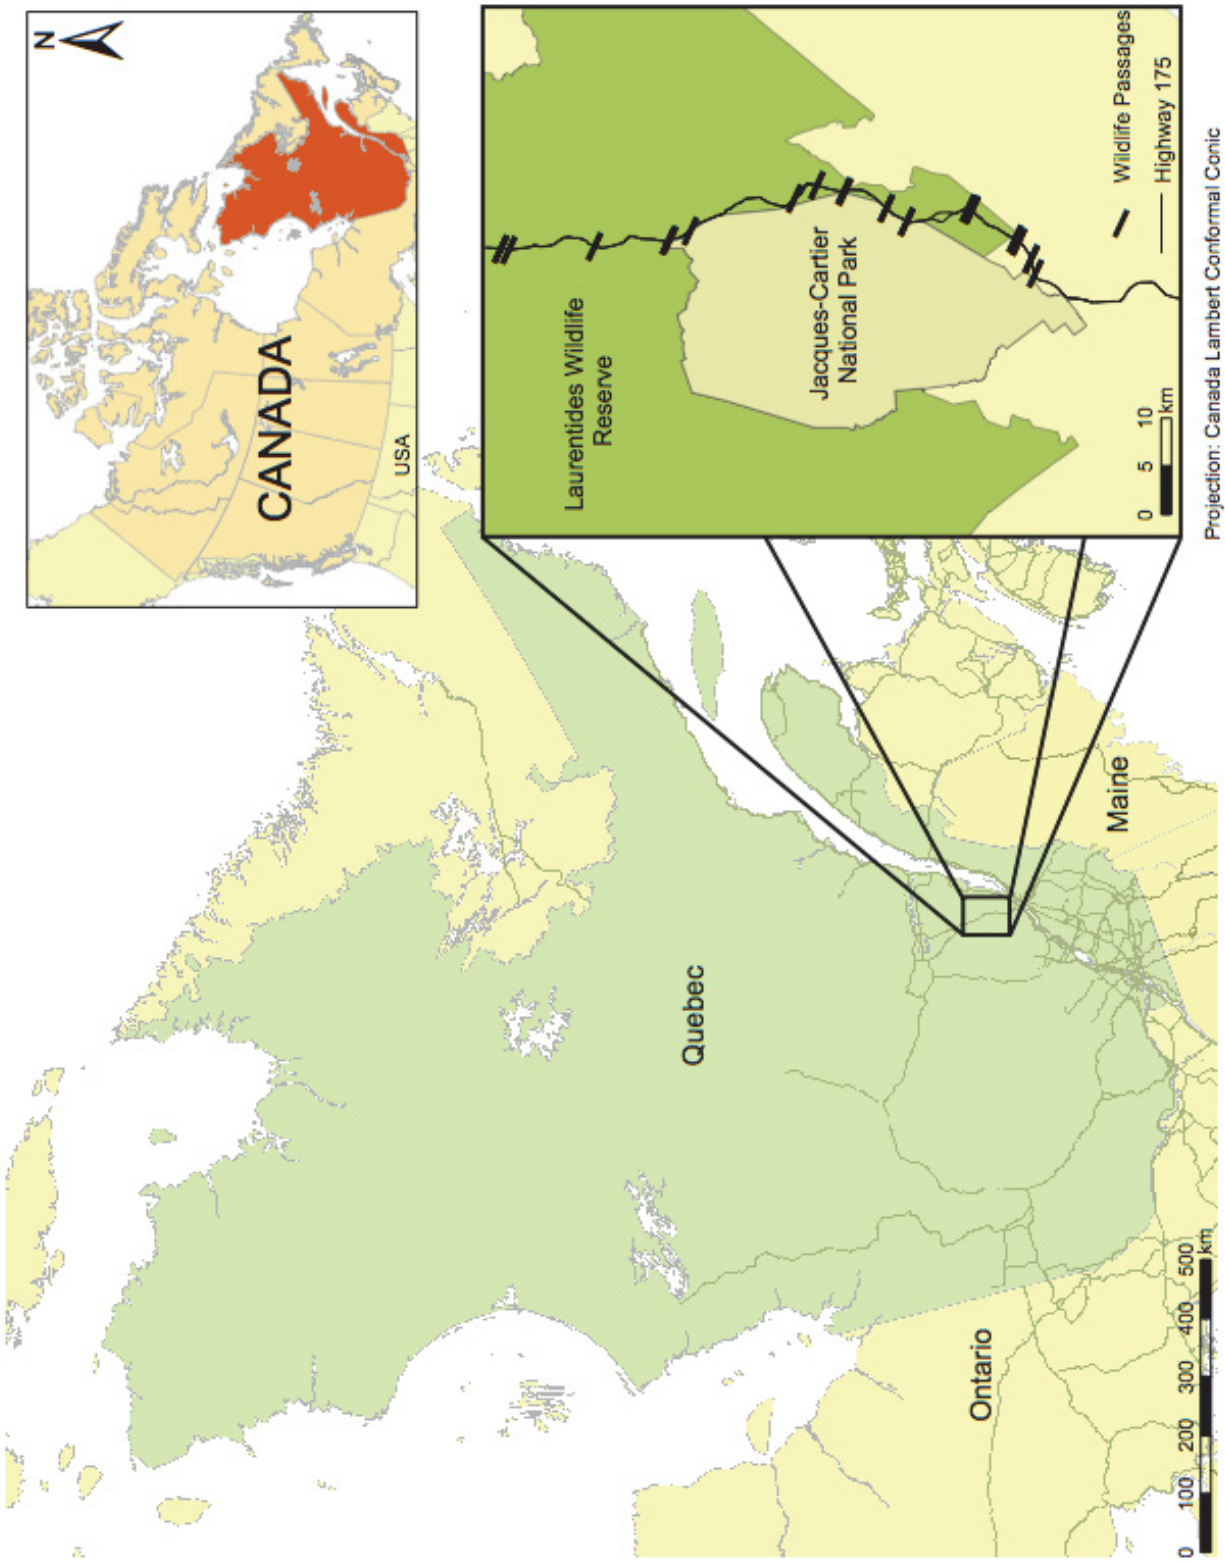 N
CANADA
USA
Laurentides Wildlife
Reserve
Jacques-Cartier
National Park
Wildlife Passages
Highway 175
0 5 10
km
Quebec
Ontario
Maine
0 100 200 300 400 500
km
Projection: Canada Lambert Conformal Conic